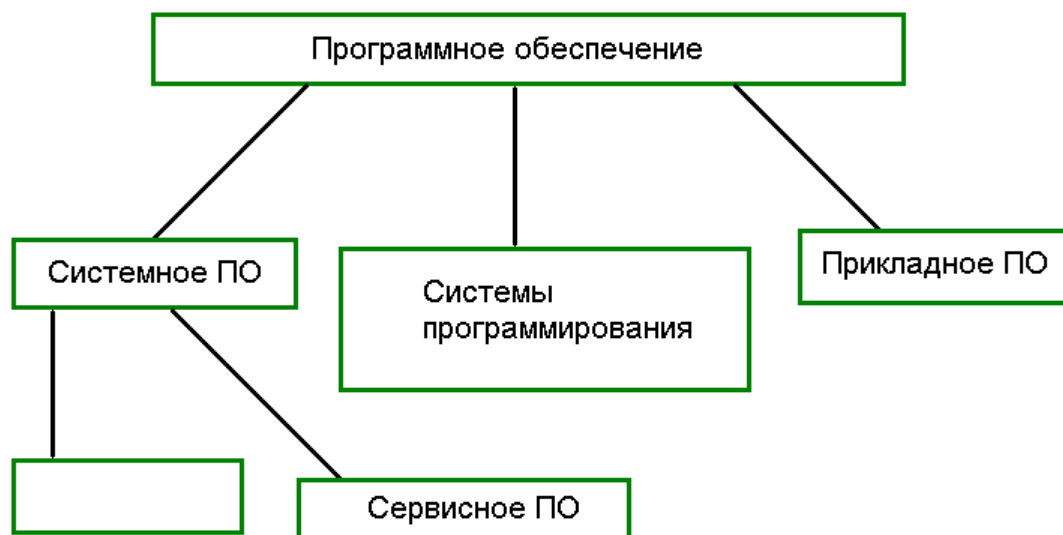 Программное обеспечение
Системное ПО
Системы
программирования
Прикладное ПО
Сервисное ПО